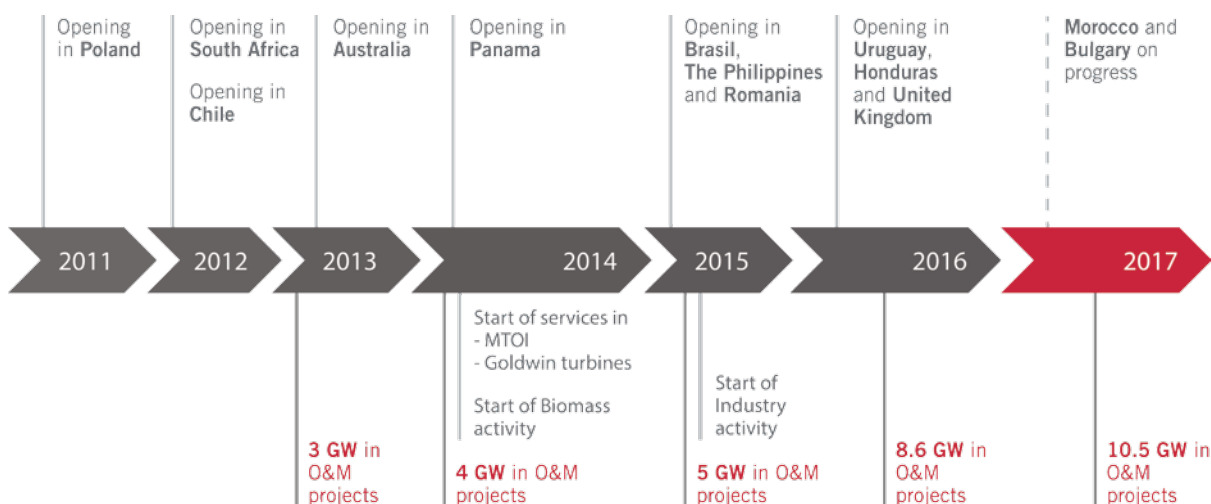 Opening
in Poland
Opening in
South Africa
Opening in
Chile
Opening in
Australia
Opening in
Panama
Opening in
Brasil,
The Philippines
and Romania
Opening in
Uruguay,
Honduras
and United
Kingdom
Morocco and
Bulgary on
progress
2011
2012
2013
2014
2015
2016
2017
3 GW in
O&M
projects
Start of services in
- MTOI
- Goldwin turbines
Start of Biomass
activity
4 GW in O&M
projects
Start of
Industry
activity
5 GW in O&M
projects
8.6 GW in
O&M
projects
10.5 GW in
O&M
projects